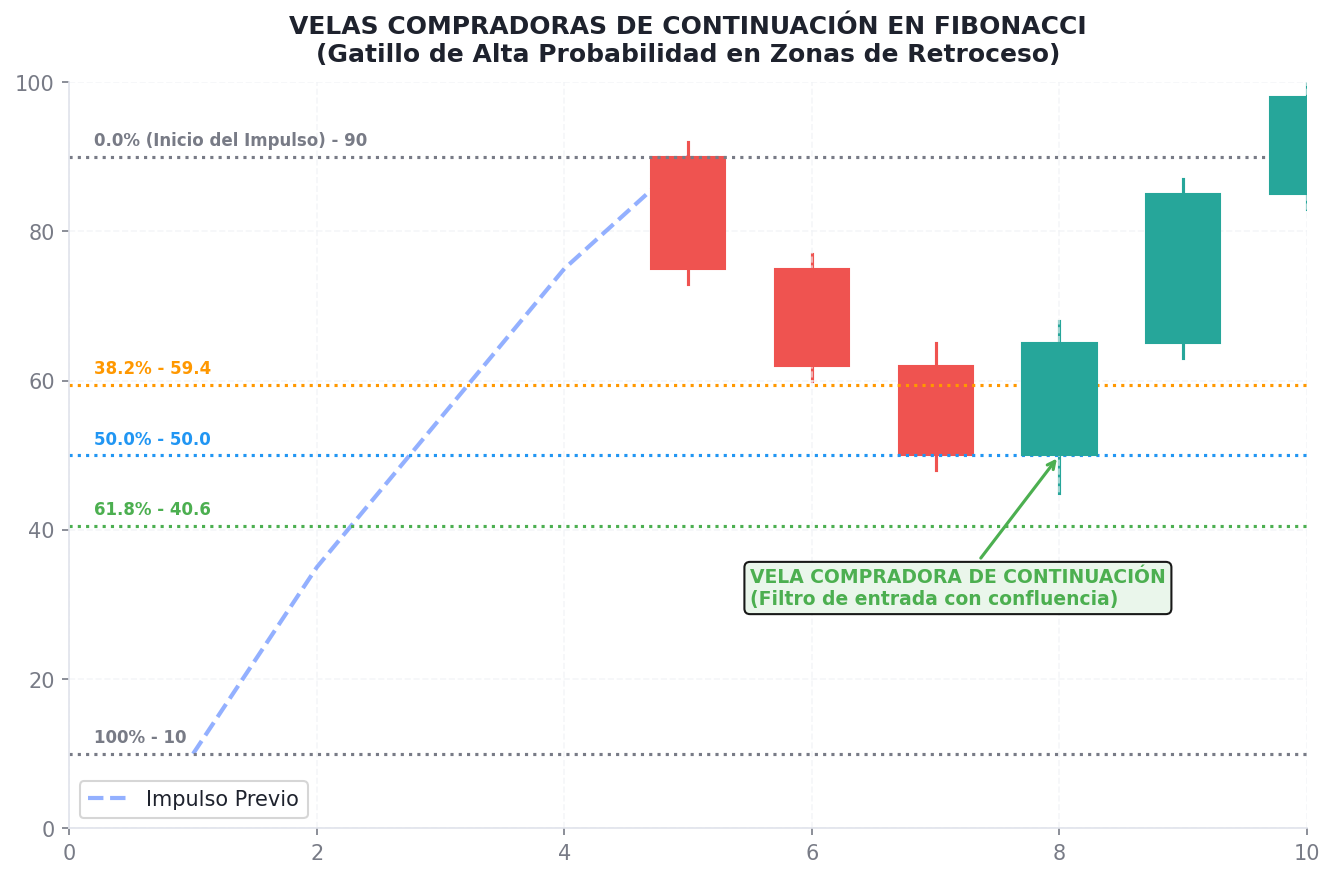 VELAS COMPRADORAS DE CONTINUACIÓN EN FIBONACCI
(Gatillo de Alta Probabilidad en Zonas de Retroceso)
100
0.0% (Inicio del Impulso) - 90
80
38.2% - 59.4
60
50.0% - 50.0
61.8% - 40.6
40
VELA COMPRADORA DE CONTINUACIÓN
(Filtro de entrada con confluencia)
20
100% - 10
Impulso Previo
0
0 2 4 6 8 10